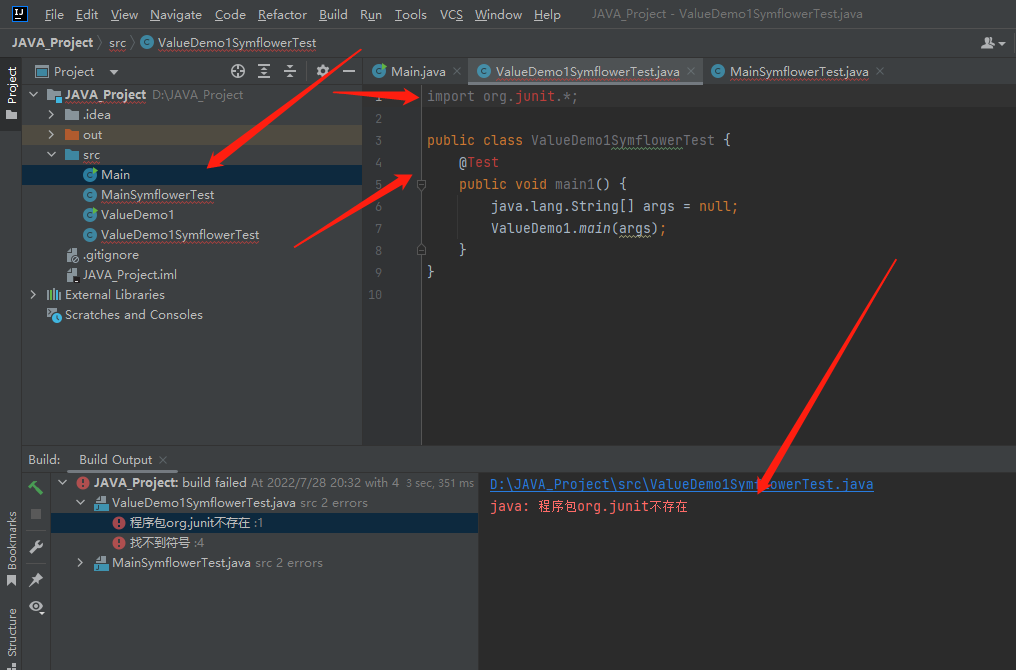 File Edit View Navigate Code Refactor Build Run Tools VCS Window Help JAVA_Project - ValueDemo1SymflowerTest.java
JAVA_Project src ValueDemo1SymflowerTest
Project
Project
Main.java
ValueDemo1SymflowerTest.java
MainSymflowerTest.java
JAVA_Project D:\JAVA_Project
.idea
out
src
Main
MainSymflowerTest
ValueDemo1
ValueDemo1SymflowerTest
.gitignore
JAVA_Project.iml
External Libraries
Scratches and Consoles
1 import org.junit.*;
2
3 public class ValueDemo1SymflowerTest {
4 @Test
5 public void main1() {
6 java.lang.String[] args = null;
7 ValueDemo1.main(args);
8 }
9 }
10
Build: Build Output
JAVA_Project: build failed At 2022/7/28 20:32 with 4 3 sec, 351 ms
ValueDemo1SymflowerTest.java src 2 errors
程序包org.junit不存在 :1
找不到符号 :4
MainSymflowerTest.java src 2 errors
D:\JAVA_Project\src\ValueDemo1SymflowerTest.java
java: 程序包org.junit不存在
Bookmarks
Structure